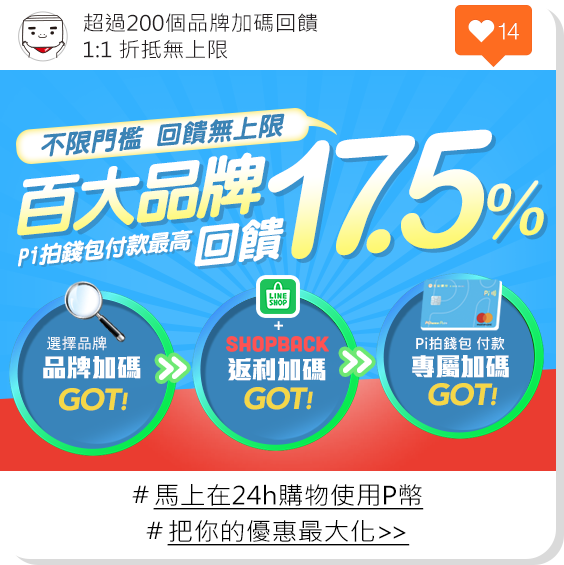 超過200個品牌加碼回饋
1:1 折抵無上限
14
不限門檻 回饋無上限
百大品牌
Pi拍錢包付款最高 回饋 17.5%
LINE
SHOP
+
SHOPBACK
選擇品牌
品牌加碼
GOT!
返利加碼
GOT!
Pi拍錢包 付款
專屬加碼
GOT!
#馬上在24h購物使用P幣
#把你的優惠最大化>>